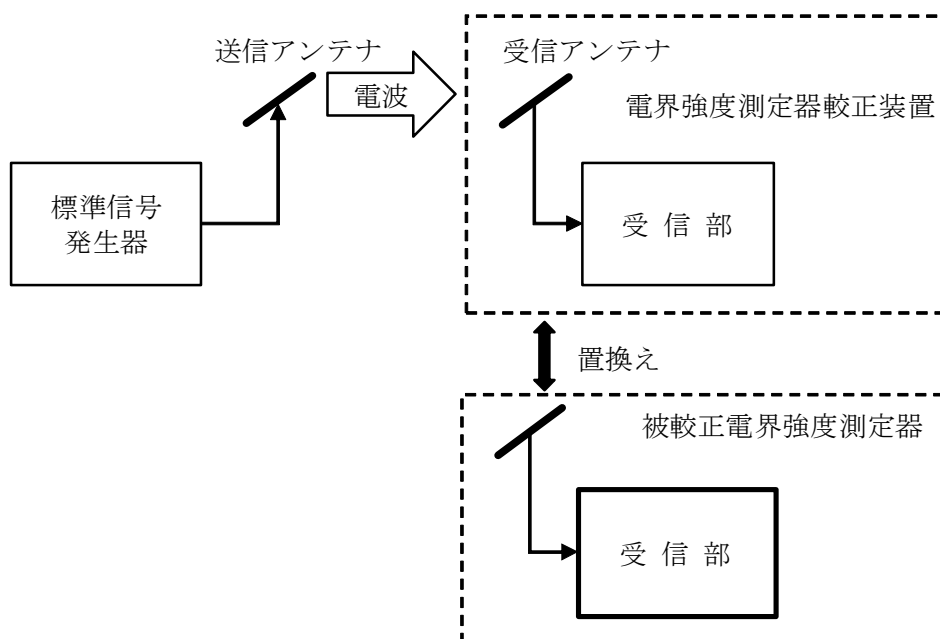 送信アンテナ
電波
受信アンテナ
電界強度測定器較正装置
標準信号
発生器
受 信 部
置換え
被較正電界強度測定器
受 信 部